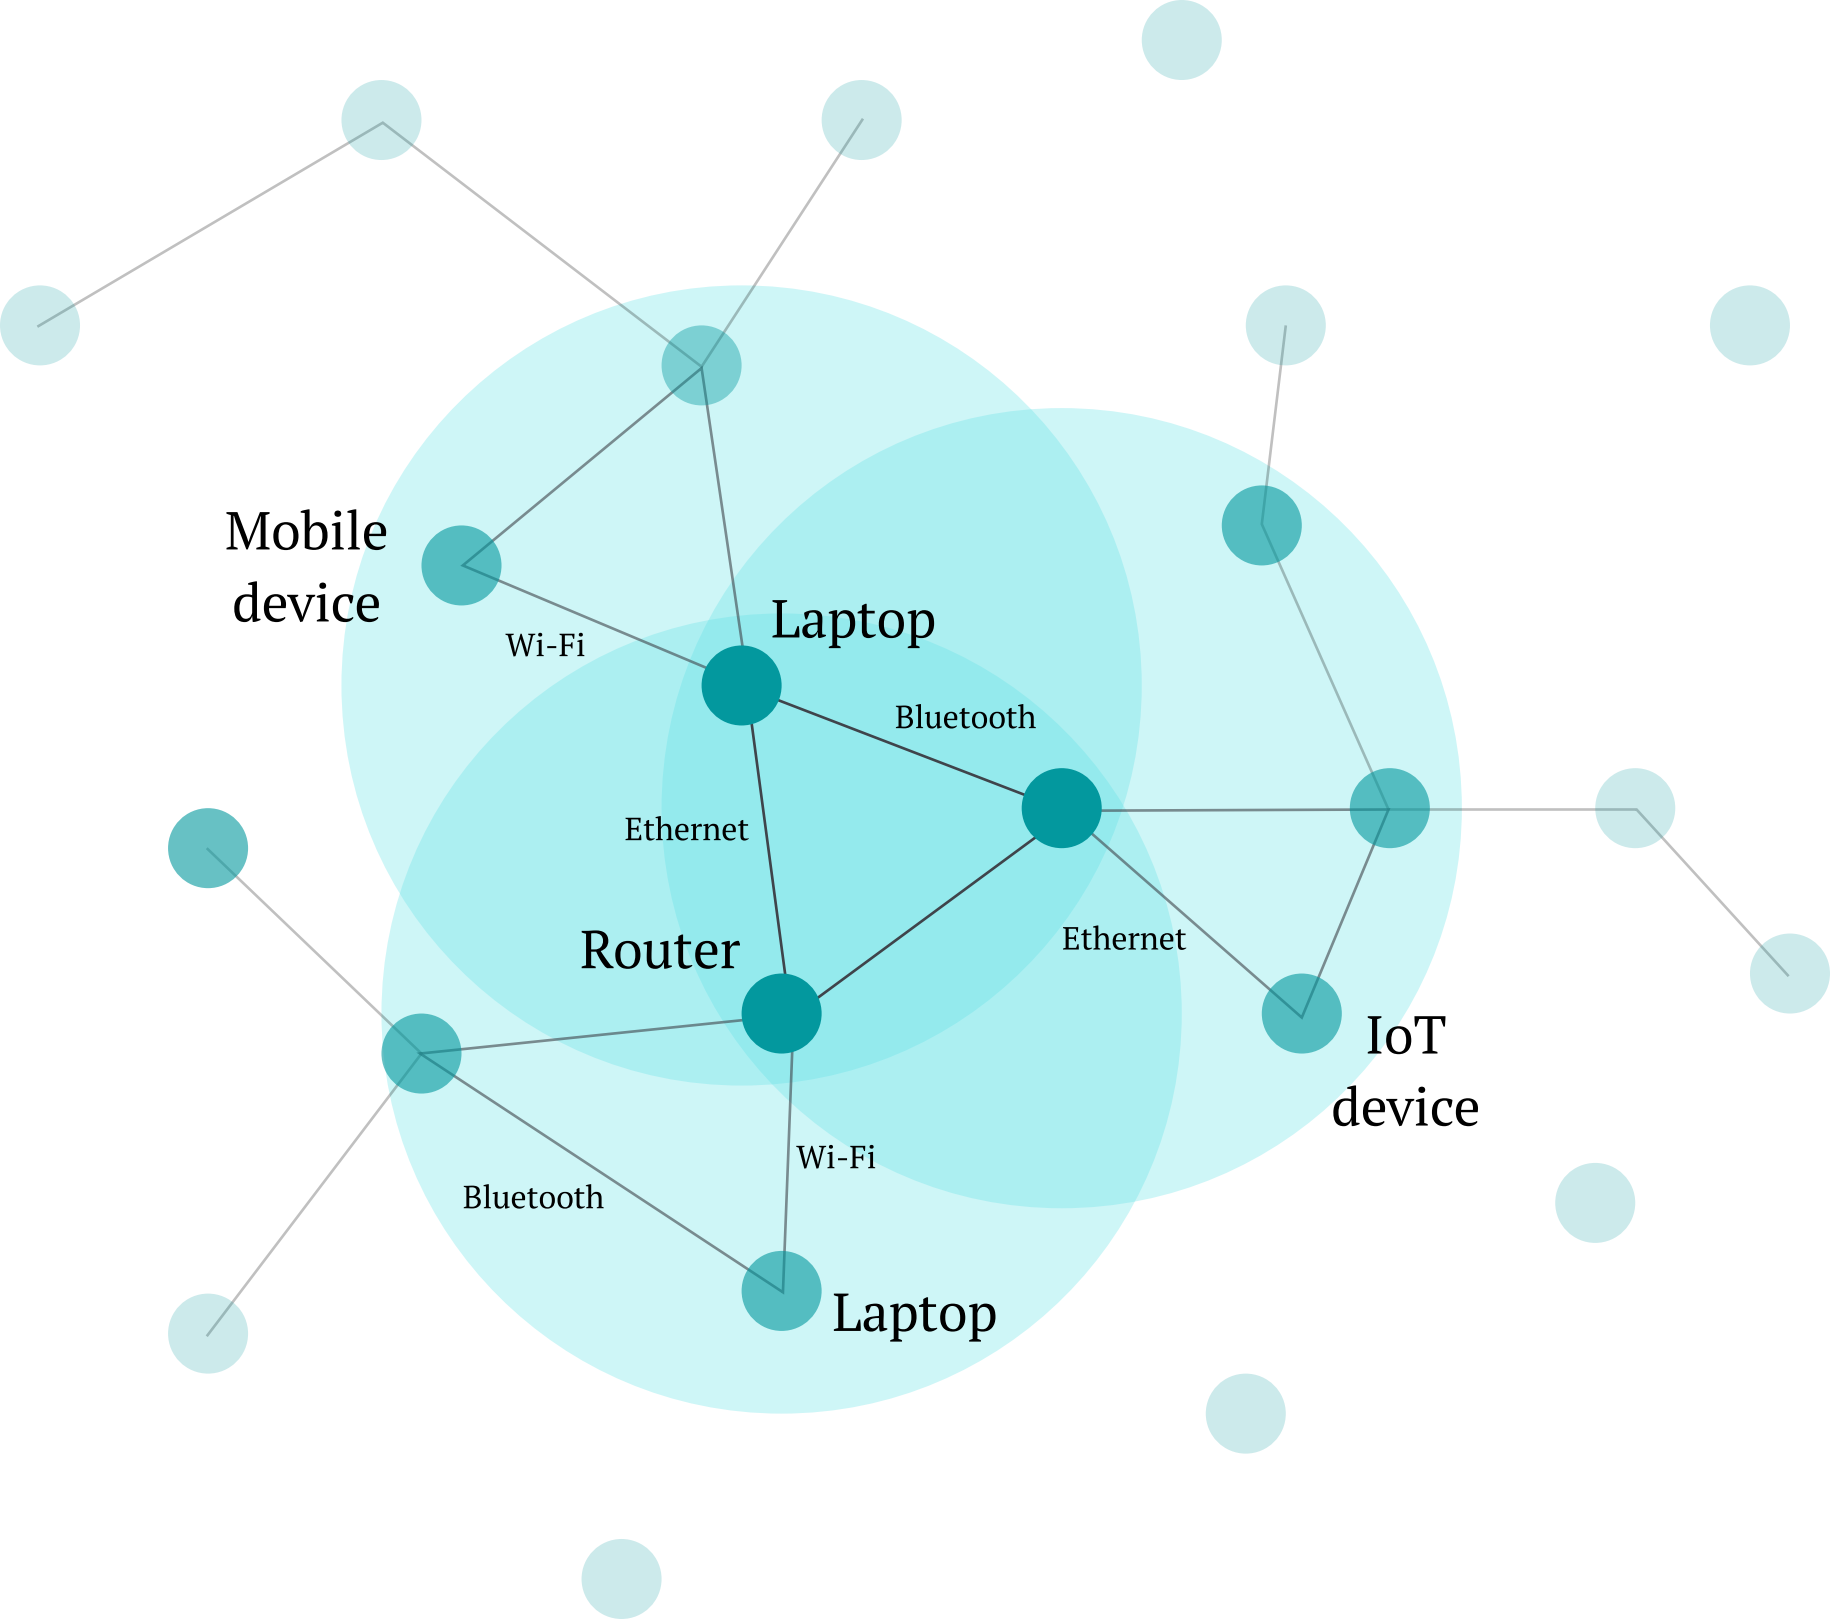 Mobile
device
Laptop
Wi-Fi
Bluetooth
Ethernet
Router
Ethernet
IoT
device
Wi-Fi
Bluetooth
Laptop